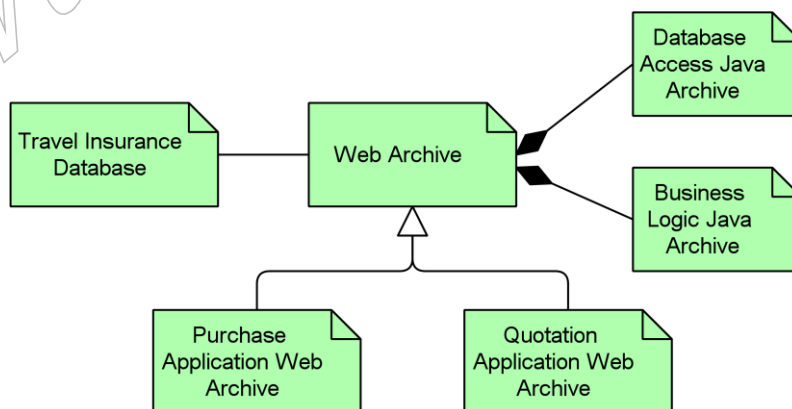 Database
Access Java
Archive
Travel Insurance
Database
Web Archive
Business
Logic Java
Archive
Purchase
Application Web
Archive
Quotation
Application Web
Archive